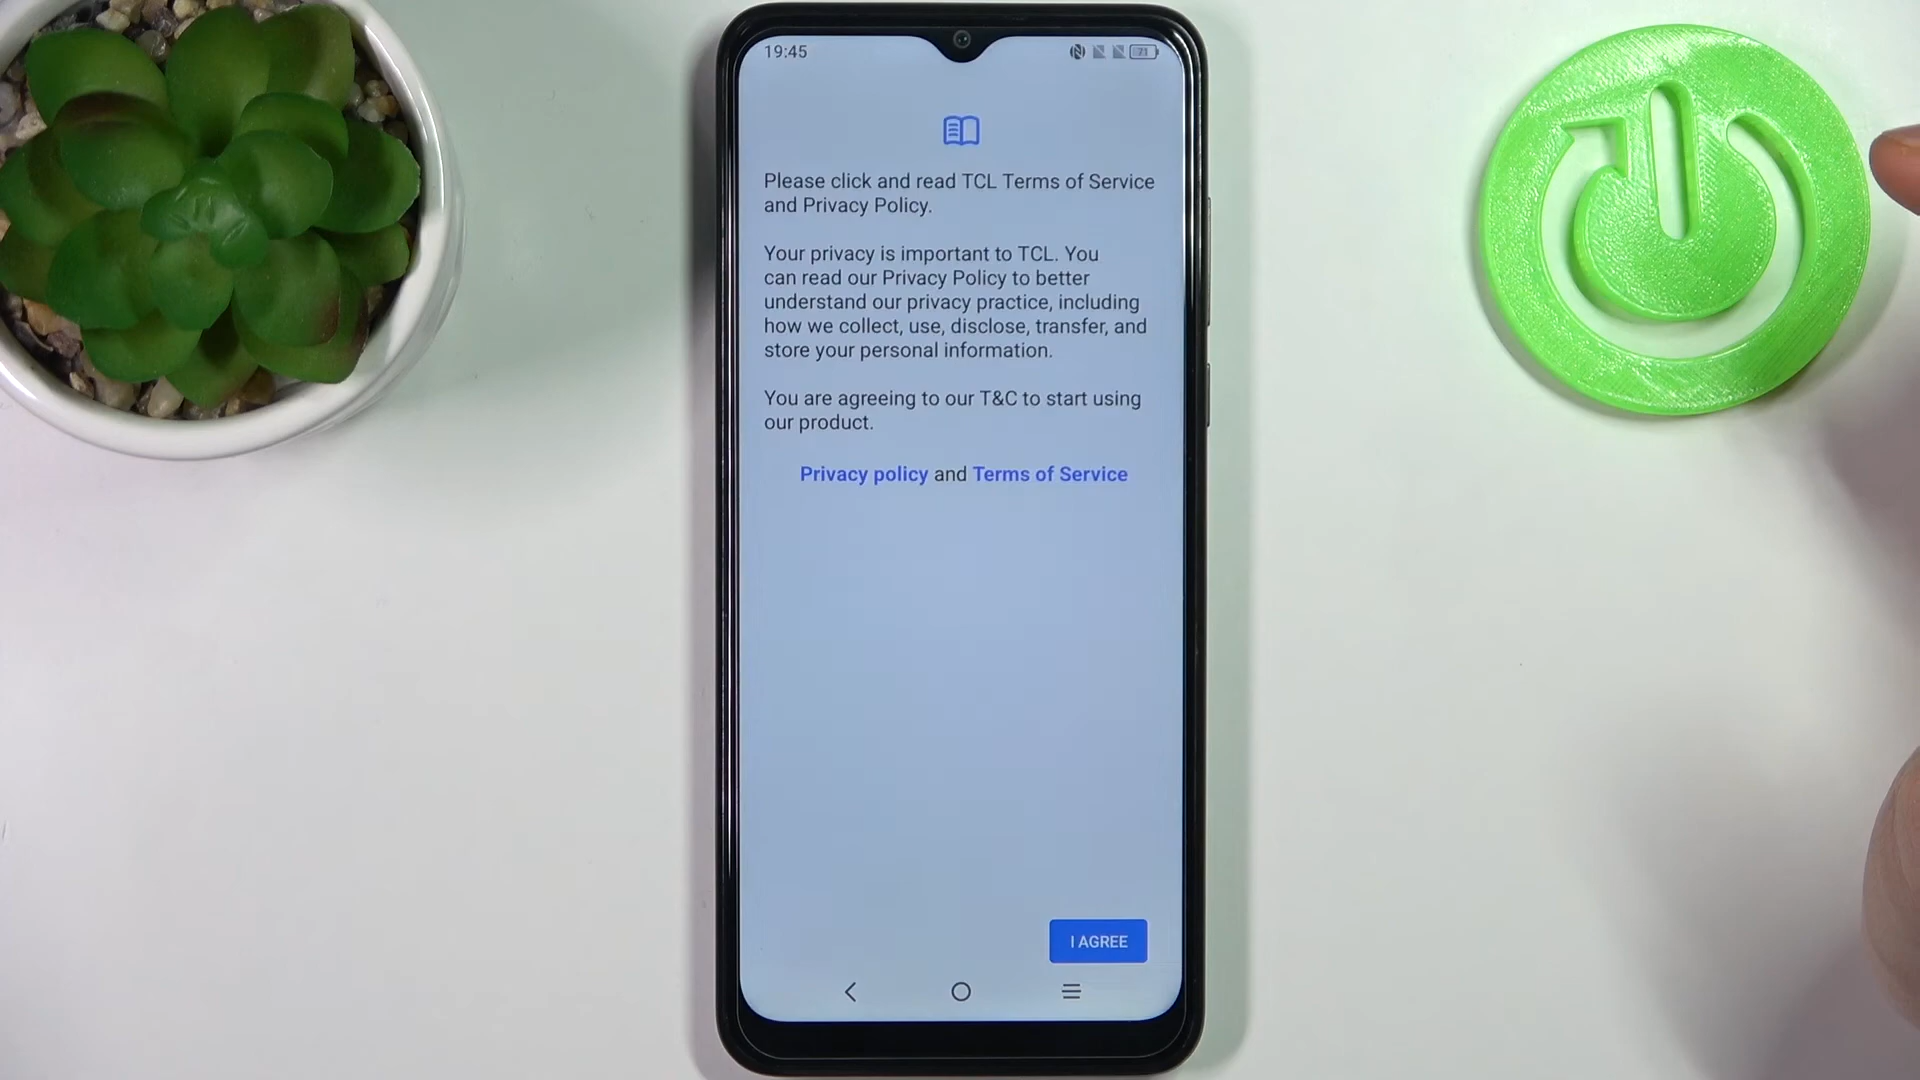 19:45
71
Please click and read TCL Terms of Service
and Privacy Policy.
Your privacy is important to TCL. You
can read our Privacy Policy to better
understand our privacy practice, including
how we collect, use, disclose, transfer, and
store your personal information.
You are agreeing to our T&C to start using
our product.
Privacy policy and Terms of Service
I AGREE